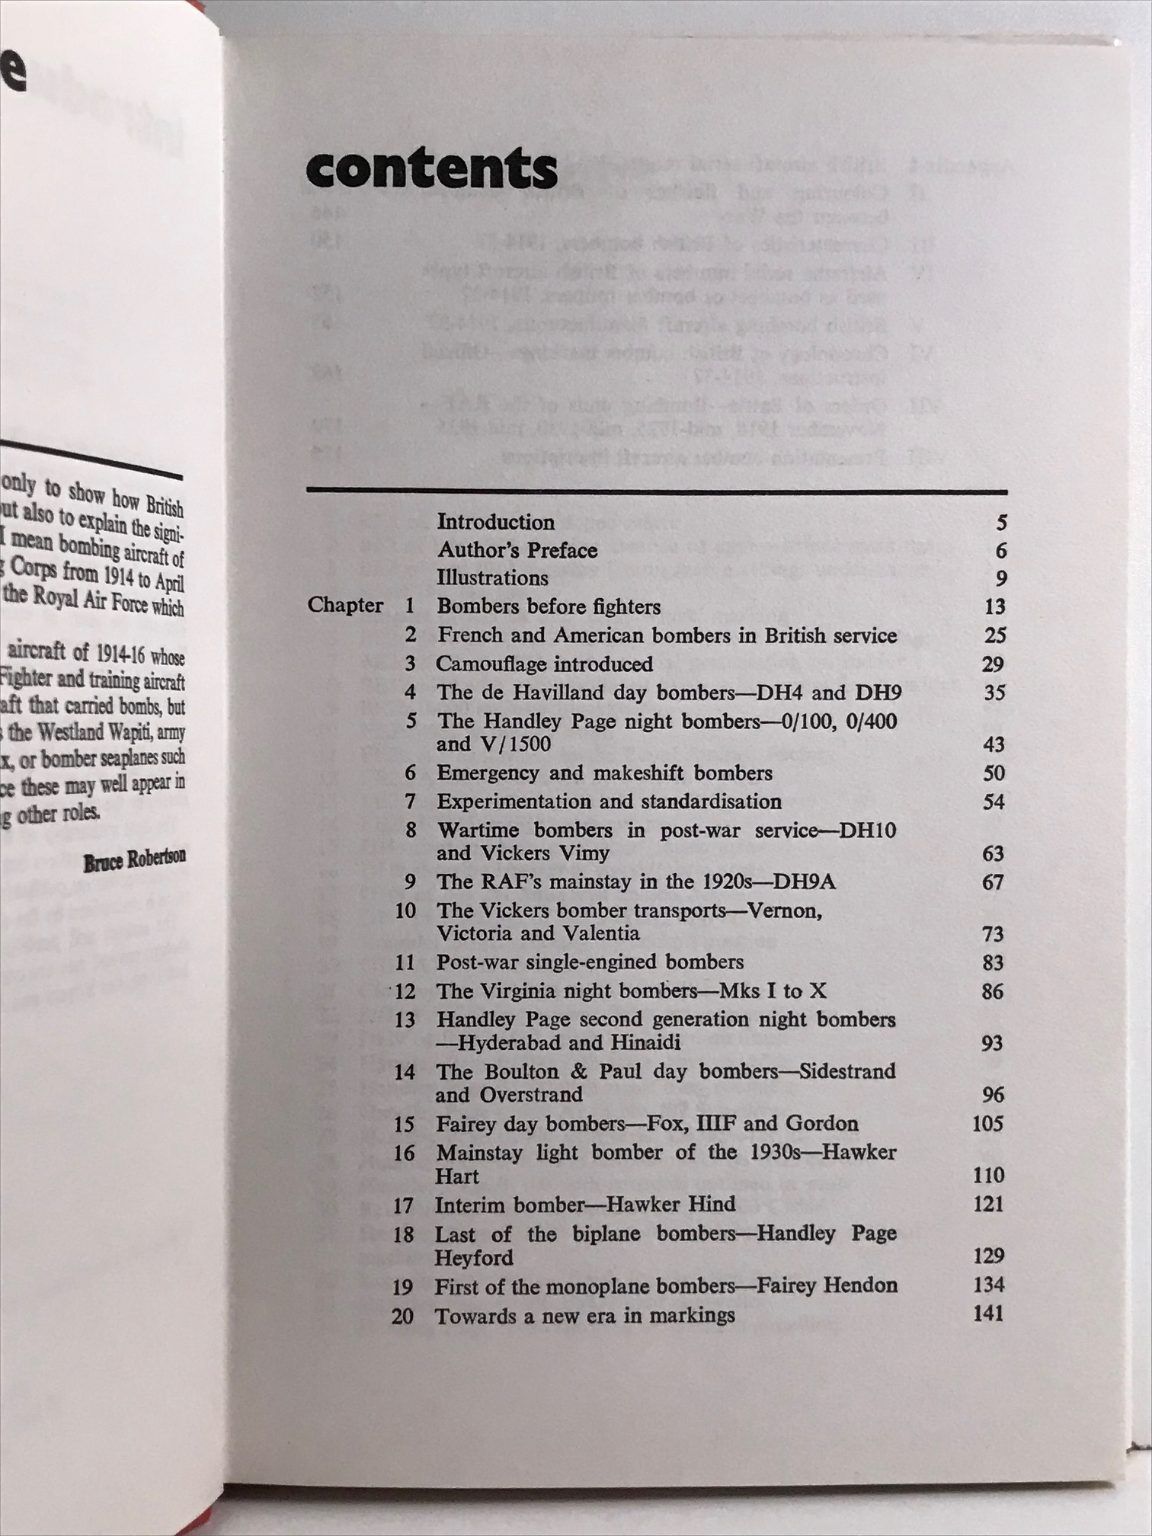 e
only to show how British
ut also to explain the signi-
I mean bombing aircraft of
Corps from 1914 to April
the Royal Air Force which
aircraft of 1914-16 whose
Fighter and training aircraft
aft that carried bombs, but
the Westland Wapiti, army
x, or bomber seaplanes such
ce these may well appear in
g other roles.
Bruce Robertson
contents
Introduction 5
Author's Preface 6
Illustrations 9
Chapter 1 Bombers before fighters 13
2 French and American bombers in British service 25
3 Camouflage introduced 29
4 The de Havilland day bombers—DH4 and DH9 35
5 The Handley Page night bombers—0/100, 0/400
and V/1500 43
6 Emergency and makeshift bombers 50
7 Experimentation and standardisation 54
8 Wartime bombers in post-war service—DH10
and Vickers Vimy 63
9 The RAF's mainstay in the 1920s—DH9A 67
10 The Vickers bomber transports—Vernon,
Victoria and Valentia 73
11 Post-war single-engined bombers 83
12 The Virginia night bombers—Mks I to X 86
13 Handley Page second generation night bombers
—Hyderabad and Hinaidi 93
14 The Boulton & Paul day bombers—Sidestrand
and Overstrand 96
15 Fairey day bombers—Fox, IIIF and Gordon 105
16 Mainstay light bomber of the 1930s—Hawker
Hart 110
17 Interim bomber—Hawker Hind 121
18 Last of the biplane bombers—Handley Page
Heyford 129
19 First of the monoplane bombers—Fairey Hendon 134
20 Towards a new era in markings 141